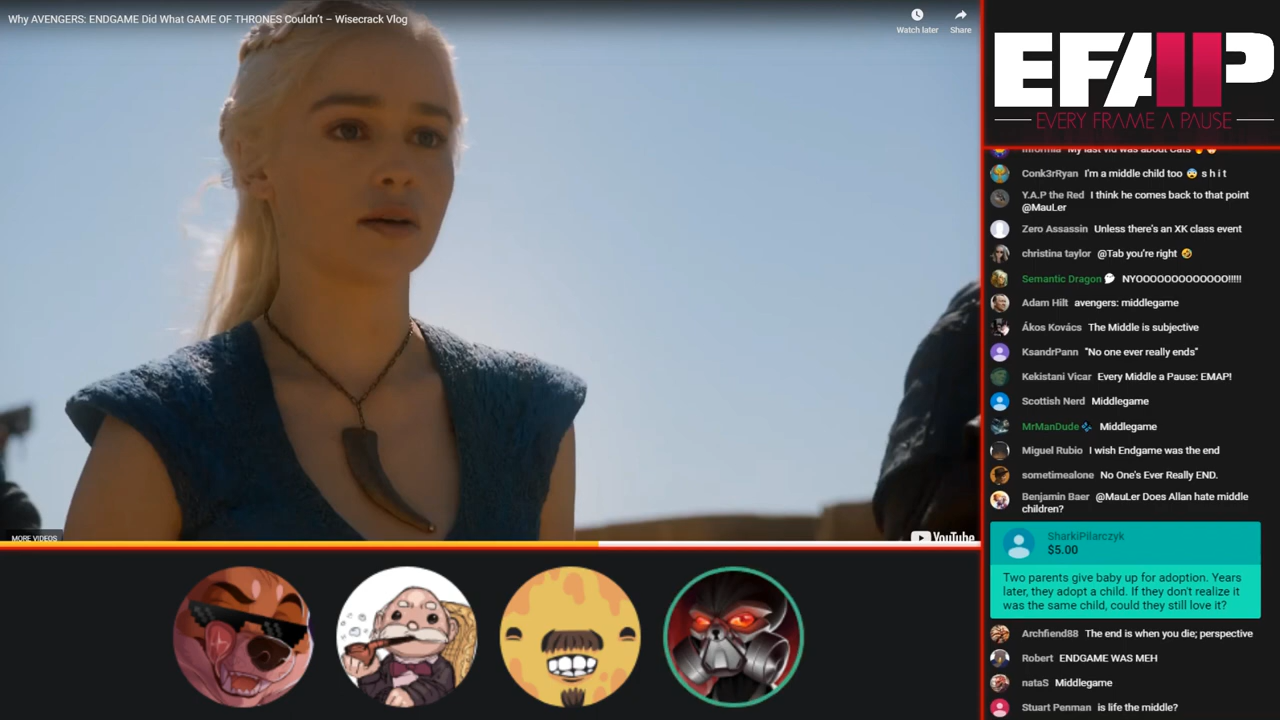 Why AVENGERS: ENDGAME Did What GAME OF THRONES Couldn't – Wisecrack Vlog
Watch later
Share
MORE VIDEOS
YouTube
EFAP
EVERY FRAME A PAUSE
Informia My last vid was about Cats
Conk3rRyan I'm a middle child too 😨 s h i t
Y.A.P the Red I think he comes back to that point
@MauLer
Zero Assassin Unless there's an XK class event
christina taylor @Tab you're right 🤣
Semantic Dragon NYOOOOOOOOOOOOO!!!!!
Adam Hilt avengers: middlegame
Ákos Kovács The Middle is subjective
KsandrPann "No one ever really ends"
Kekistani Vicar Every Middle a Pause: EMAP!
Scottish Nerd Middlegame
MrManDude Middlegame
Miguel Rubio I wish Endgame was the end
sometimealone No One's Ever Really END.
Benjamin Baer @MauLer Does Allan hate middle
children?
SharkiPilarczyk
$5.00
Two parents give baby up for adoption. Years
later, they adopt a child. If they don't realize it
was the same child, could they still love it?
Archfiend88 The end is when you die; perspective
Robert ENDGAME WAS MEH
nataS Middlegame
Stuart Penman is life the middle?